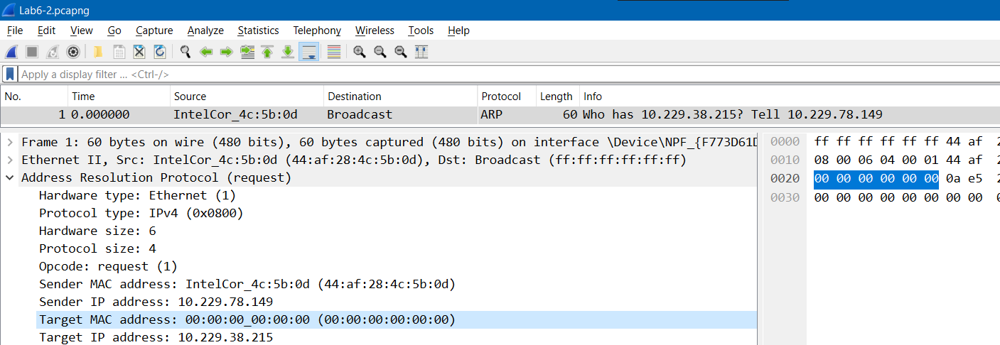 Lab6-2.pcapng
File Edit View Go Capture Analyze Statistics Telephony Wireless Tools Help
Apply a display filter ... <Ctrl-/>
No. Time Source Destination Protocol Length Info
1 0.000000 IntelCor_4c:5b:0d Broadcast ARP 60 Who has 10.229.38.215? Tell 10.229.78.149
Frame 1: 60 bytes on wire (480 bits), 60 bytes captured (480 bits) on interface \Device\NPF_{F773D61D
Ethernet II, Src: IntelCor_4c:5b:0d (44:af:28:4c:5b:0d), Dst: Broadcast (ff:ff:ff:ff:ff:ff)
Address Resolution Protocol (request)
Hardware type: Ethernet (1)
Protocol type: IPv4 (0x0800)
Hardware size: 6
Protocol size: 4
Opcode: request (1)
Sender MAC address: IntelCor_4c:5b:0d (44:af:28:4c:5b:0d)
Sender IP address: 10.229.78.149
Target MAC address: 00:00:00_00:00:00 (00:00:00:00:00:00)
Target IP address: 10.229.38.215
0000 ff ff ff ff ff ff 44 af 2
0010 08 00 06 04 00 01 44 af 2
0020 00 00 00 00 00 00 0a e5 2
0030 00 00 00 00 00 00 00 00